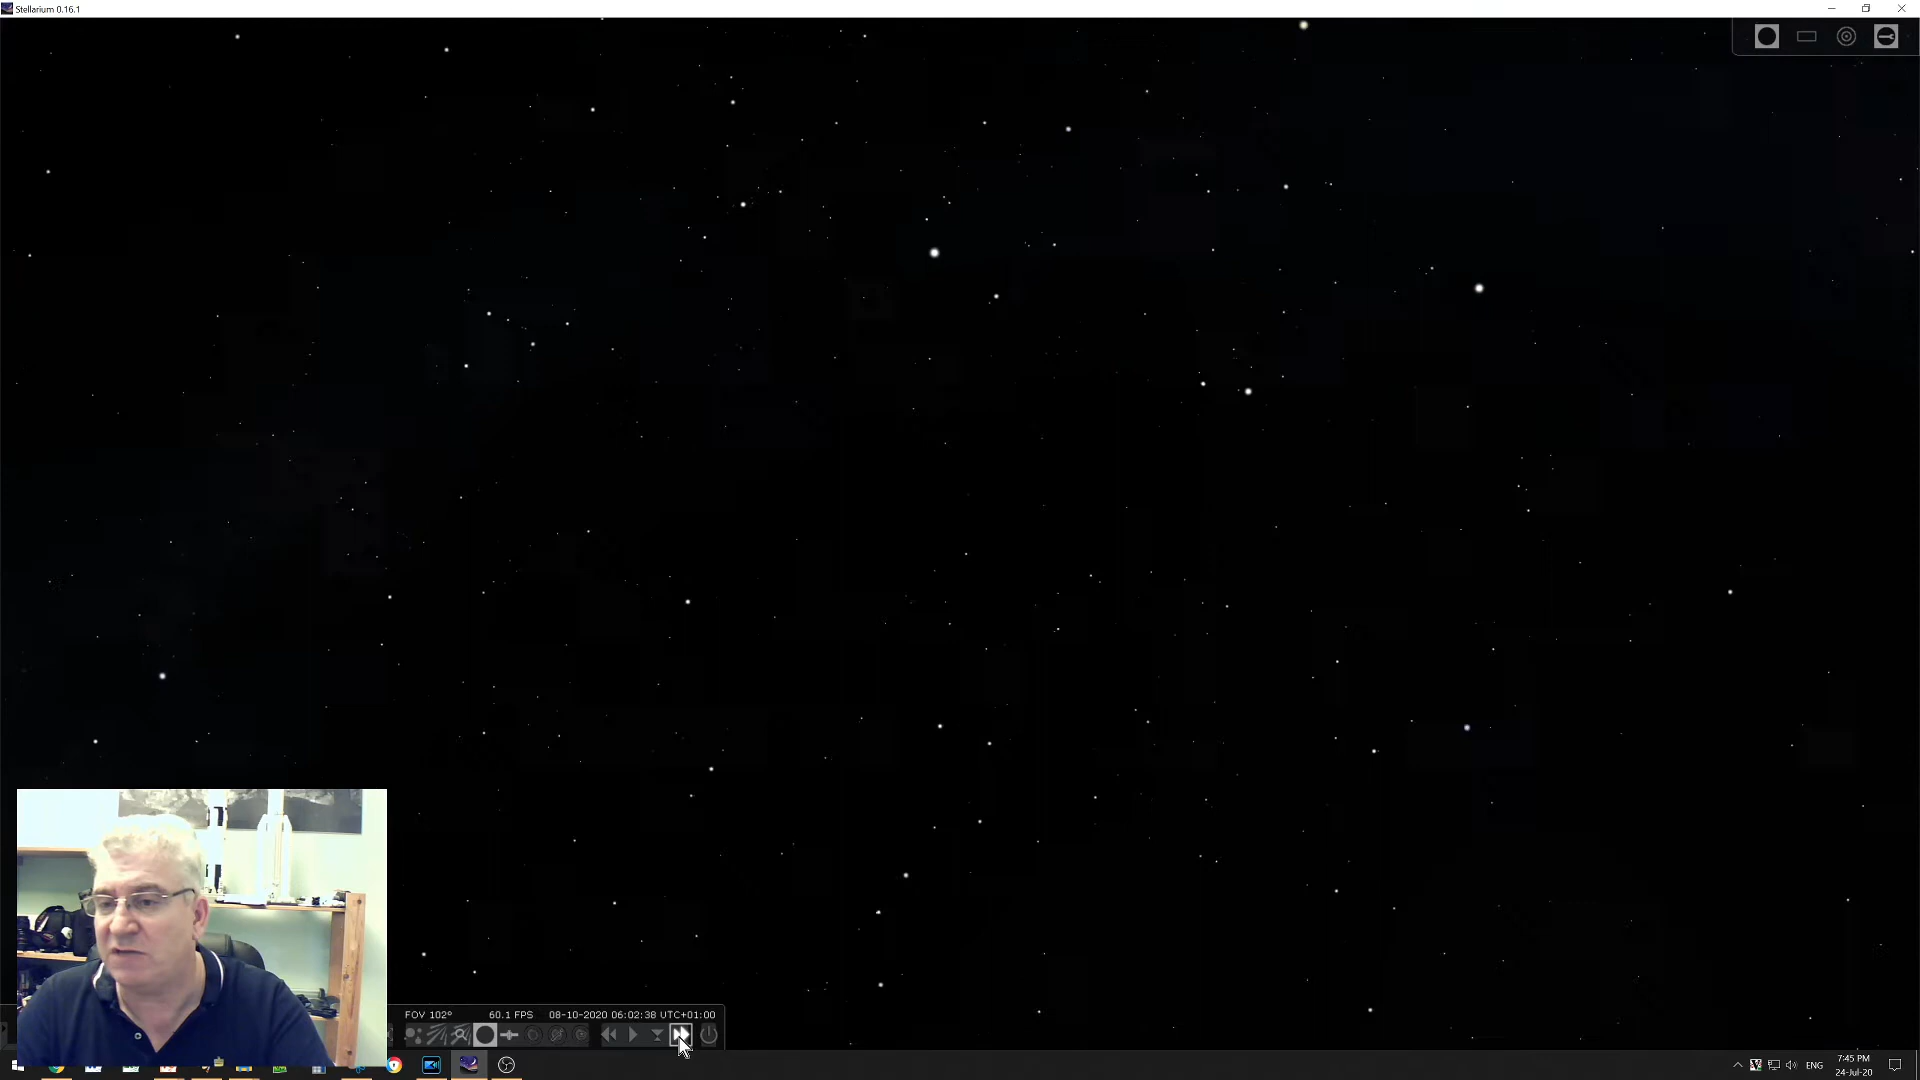 Stellarium 0.16.1
FOV 102° 60.1 FPS 08-10-2020 06:02:38 UTC+01:00
ENG
7:45 PM
24-Jul-20